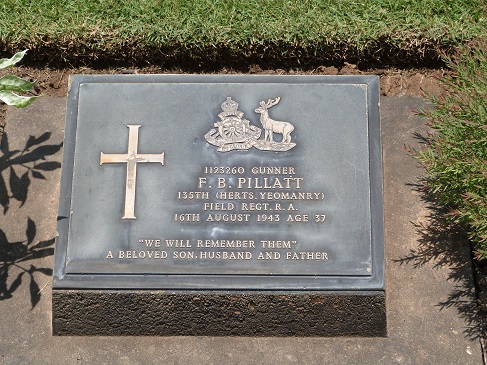 1123260 GUNNER
F. B. PILLATT
135TH (HERTS. YEOMANRY)
FIELD REGT. R. A.
16TH AUGUST 1943 AGE 37
"WE WILL REMEMBER THEM"
A BELOVED SON, HUSBAND AND FATHER